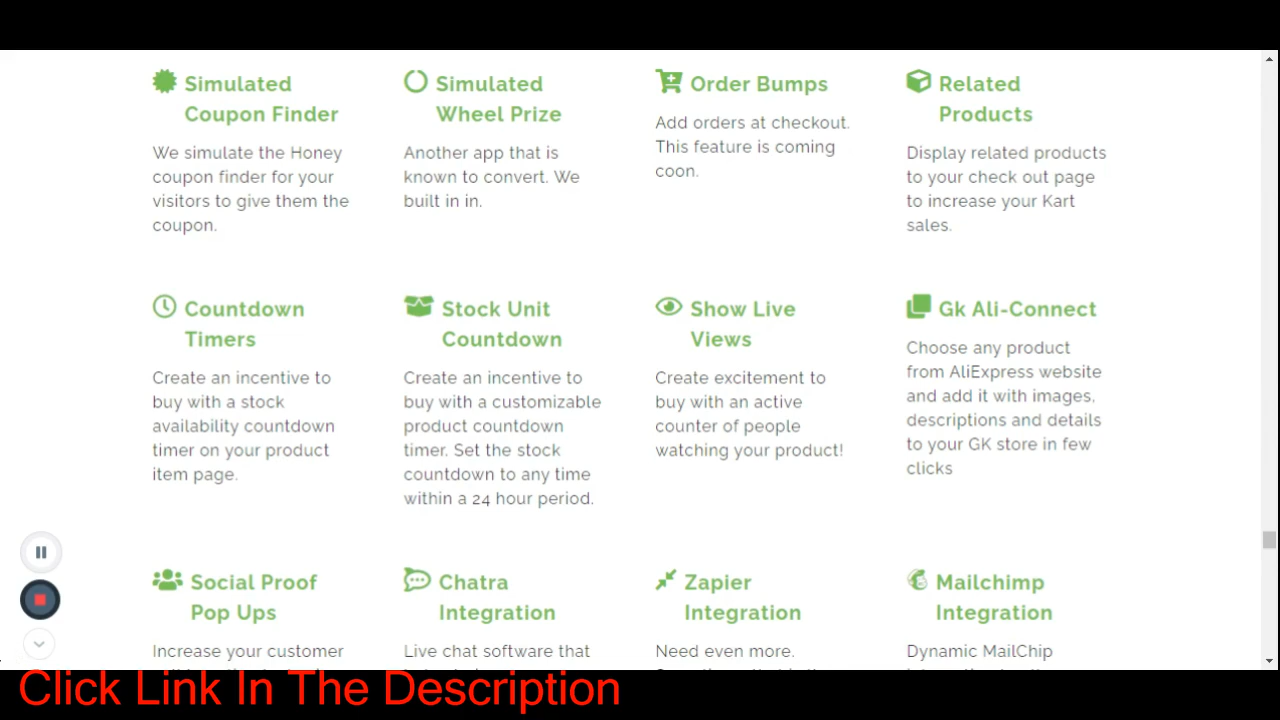 Simulated
Coupon Finder
We simulate the Honey
coupon finder for your
visitors to give them the
coupon.
Simulated
Wheel Prize
Another app that is
known to convert. We
built in in.
Order Bumps
Add orders at checkout.
This feature is coming
coon.
Related
Products
Display related products
to your check out page
to increase your Kart
sales.
Countdown
Timers
Create an incentive to
buy with a stock
availability countdown
timer on your product
item page.
Stock Unit
Countdown
Create an incentive to
buy with a customizable
product countdown
timer. Set the stock
countdown to any time
within a 24 hour period.
Show Live
Views
Create excitement to
buy with an active
counter of people
watching your product!
Gk Ali-Connect
Choose any product
from AliExpress website
and add it with images,
descriptions and details
to your GK store in few
clicks
Social Proof
Pop Ups
Increase your customer
Chatra
Integration
Live chat software that
Zapier
Integration
Need even more.
Mailchimp
Integration
Dynamic MailChip
Click Link In The Description